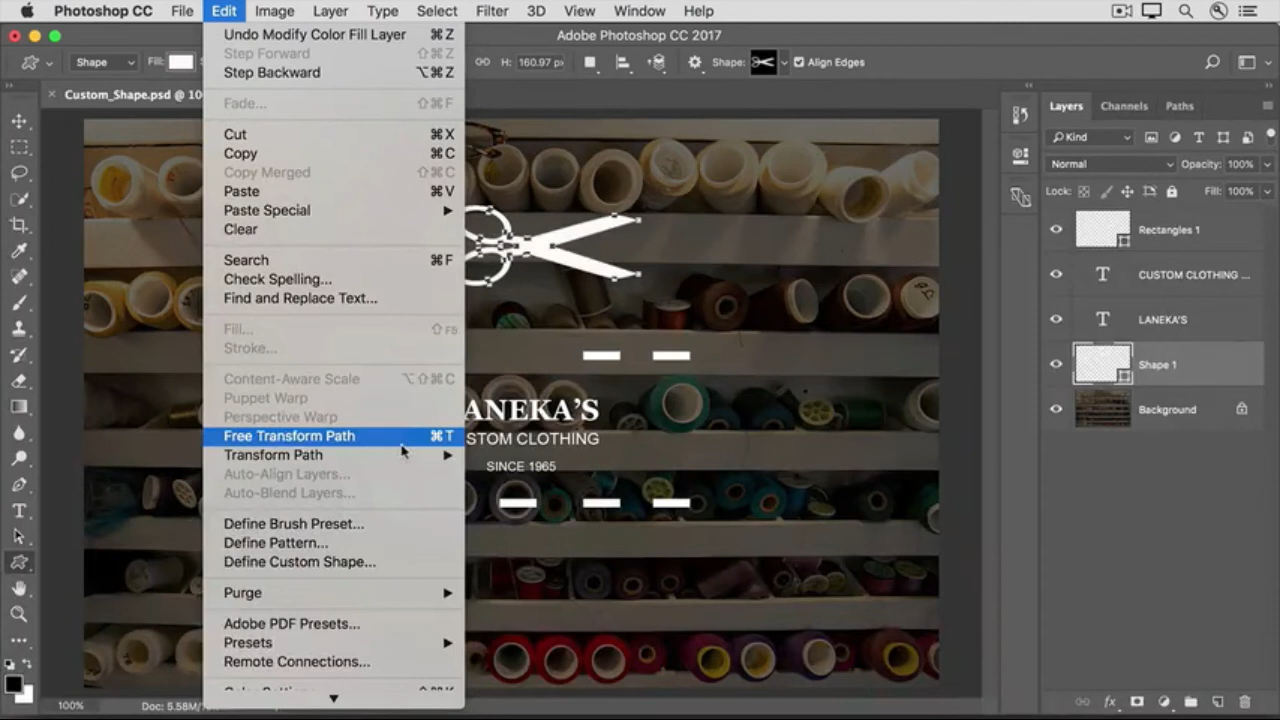 Photoshop CC File Edit Image Layer Type Select Filter 3D View Window Help
Adobe Photoshop CC 2017
Shape Fill: H: 160.97 px Shape: Align Edges
Custom_Shape.psd @ 10
Undo Modify Color Fill Layer ⌘Z
Step Forward ⇧⌘Z
Step Backward ⌥⌘Z
Fade... ⇧⌘F
Cut ⌘X
Copy ⌘C
Copy Merged ⇧⌘C
Paste ⌘V
Paste Special
Clear
Search ⌘F
Check Spelling...
Find and Replace Text...
Fill... ⇧F5
Stroke...
Content-Aware Scale ⌥⇧⌘C
Puppet Warp
Perspective Warp
Free Transform Path ⌘T
Transform Path
Auto-Align Layers...
Auto-Blend Layers...
Define Brush Preset...
Define Pattern...
Define Custom Shape...
Purge
Adobe PDF Presets...
Presets
Remote Connections...
ANEKA'S
STOM CLOTHING
SINCE 1965
Layers Channels Paths
Kind
Normal Opacity: 100%
Lock: Fill: 100%
Rectangles 1
CUSTOM CLOTHING ...
LANEKA'S
Shape 1
Background
100% Doc: 5.58M/